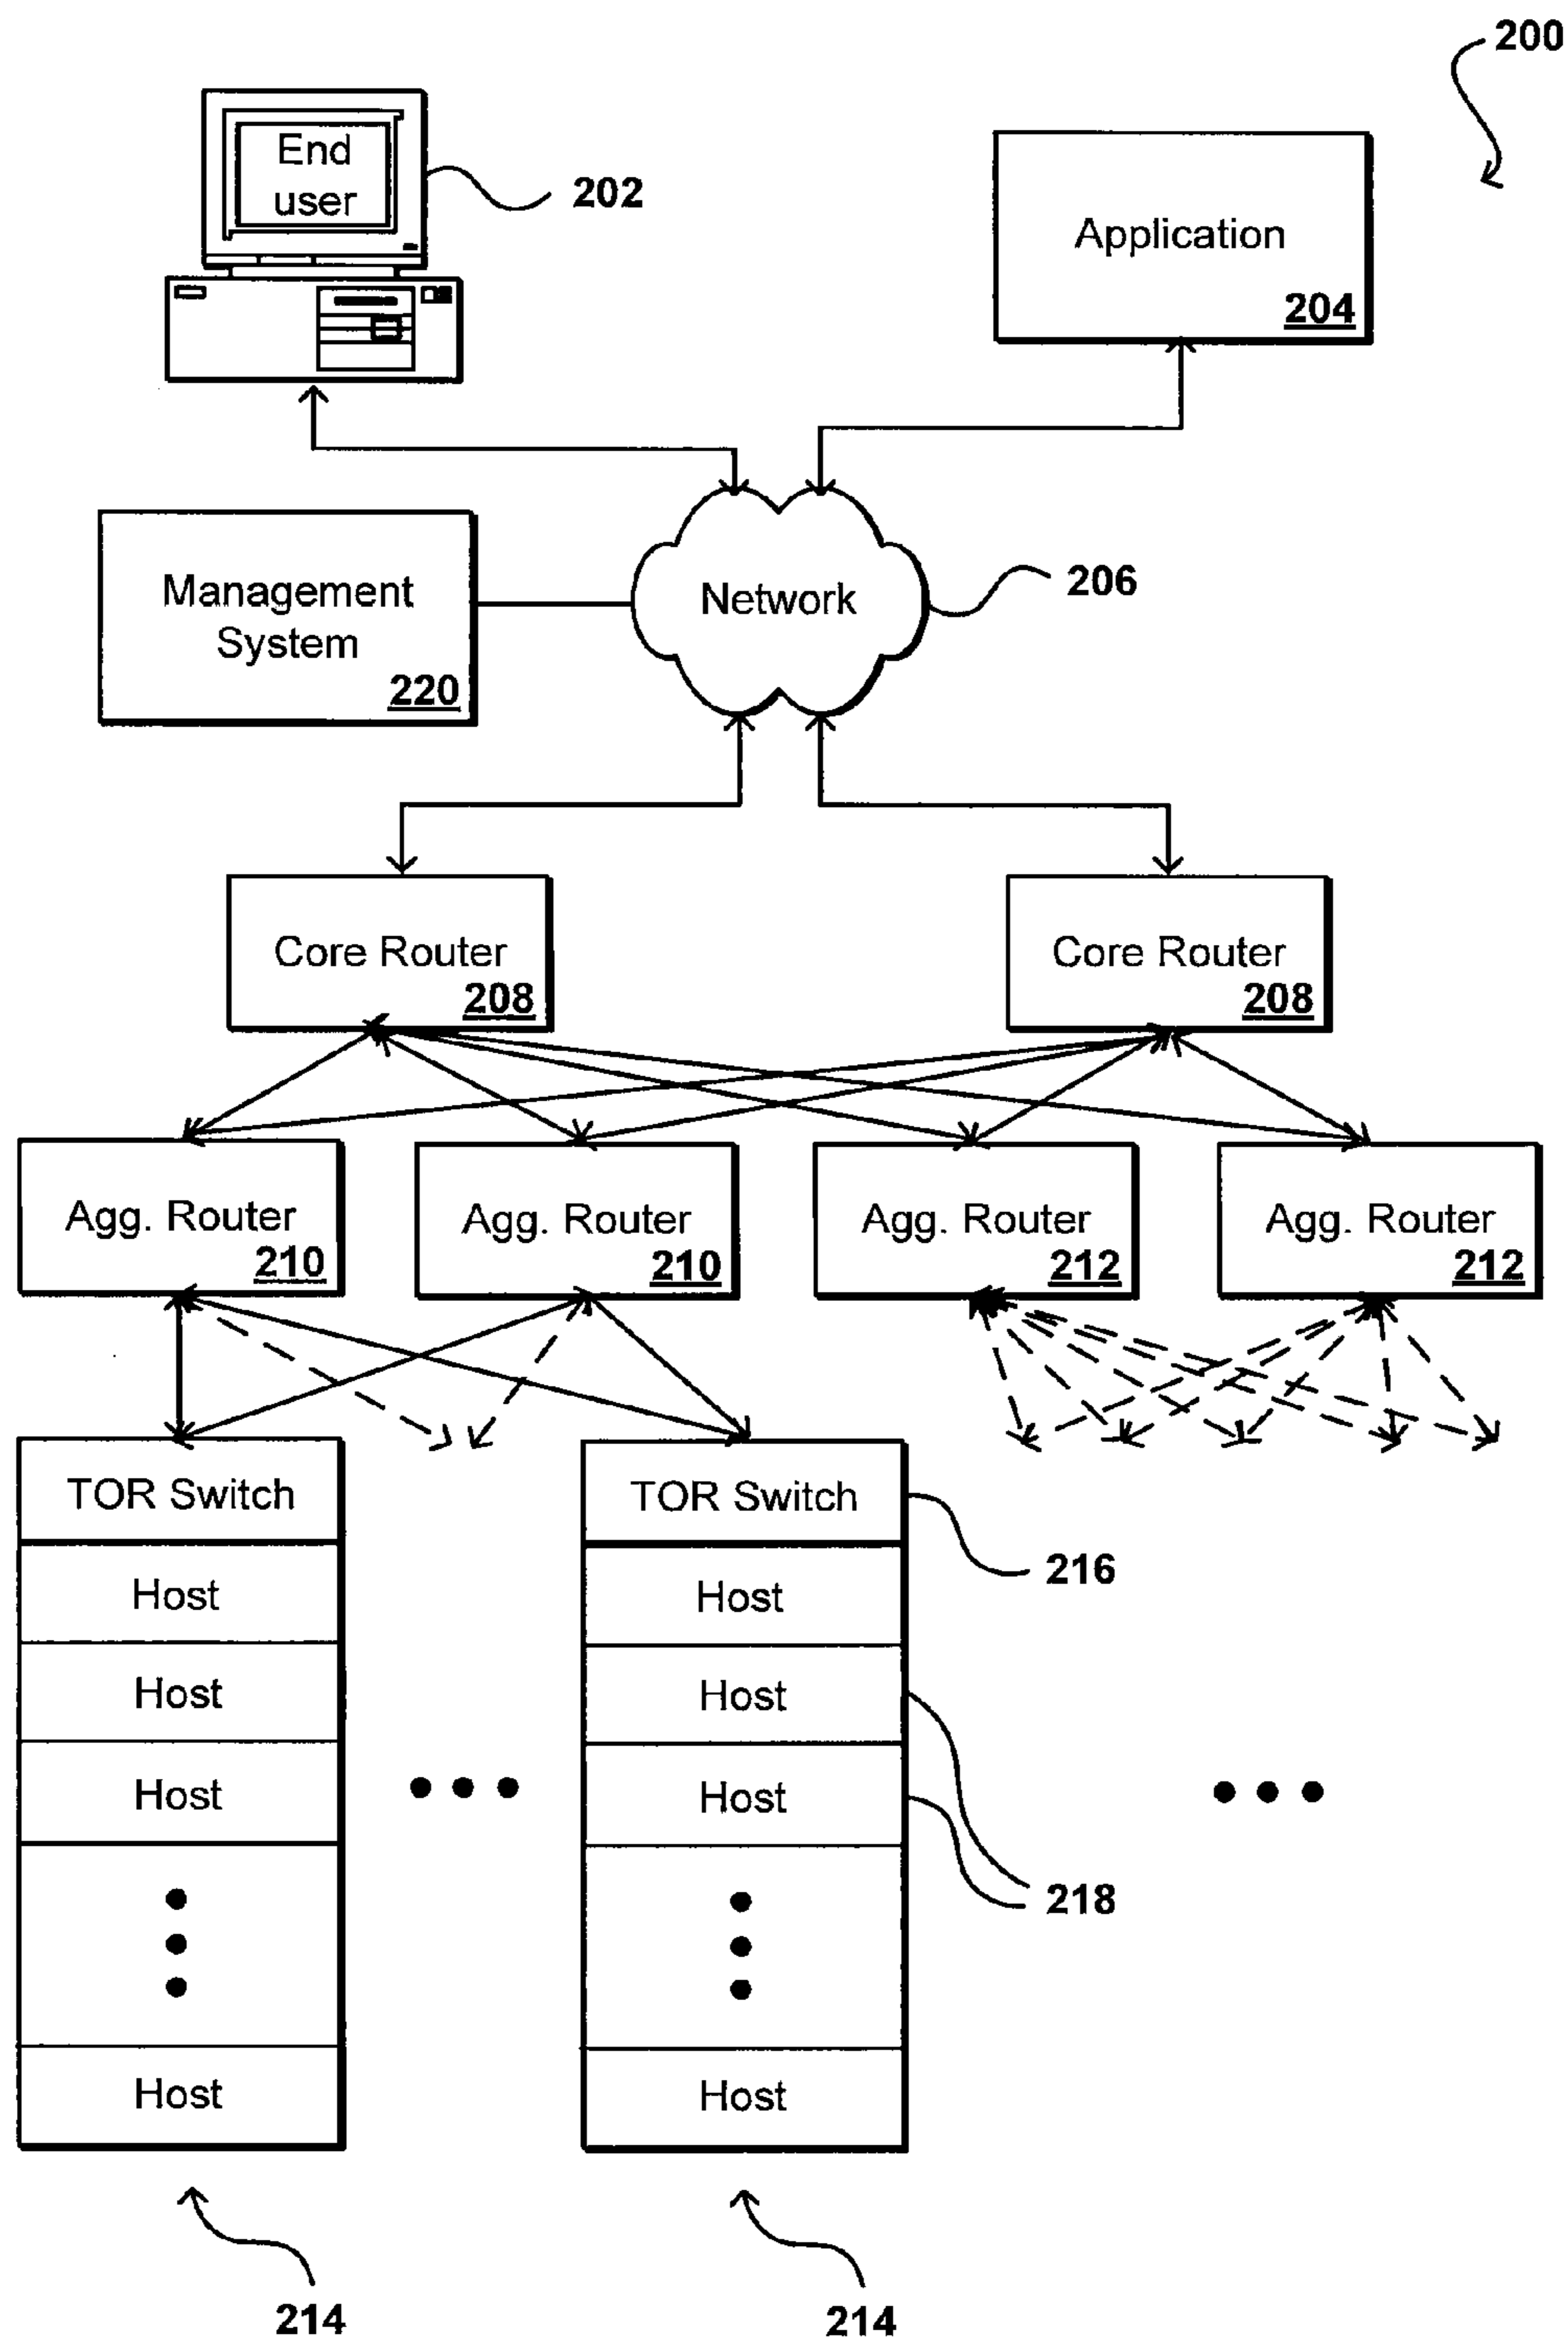 200
End
user
202
Application
204
Management
System
220
Network
206
Core Router
208
Core Router
208
Agg. Router
210
Agg. Router
210
Agg. Router
212
Agg. Router
212
TOR Switch
Host
Host
Host
Host
TOR Switch
Host
Host
Host
Host
216
218
214
214